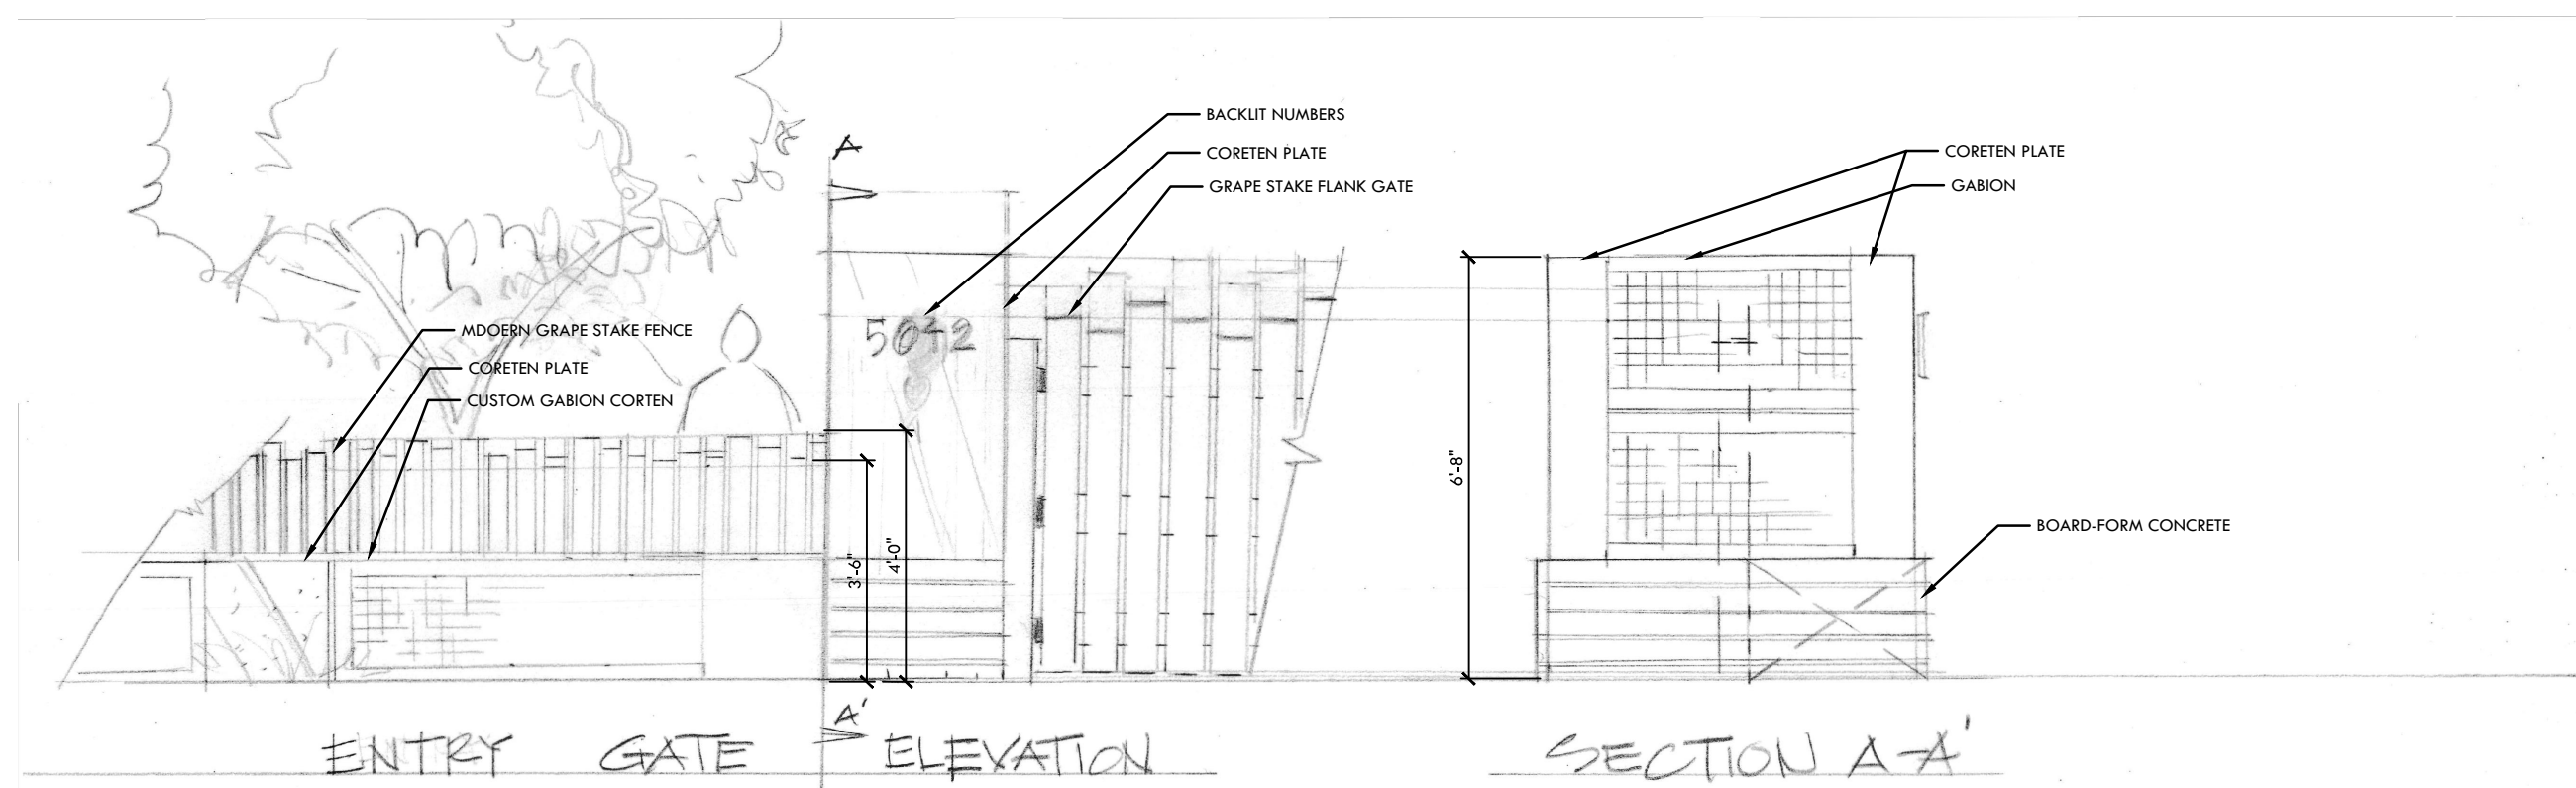 BACKLIT NUMBERS
CORETEN PLATE
GRAPE STAKE FLANK GATE
A
MDOERN GRAPE STAKE FENCE
CORETEN PLATE
CUSTOM GABION CORTEN
3'-6"
4'-0"
A'
ENTRY GATE ELEVATION
CORETEN PLATE
GABION
6'-8"
BOARD-FORM CONCRETE
SECTION A-A'